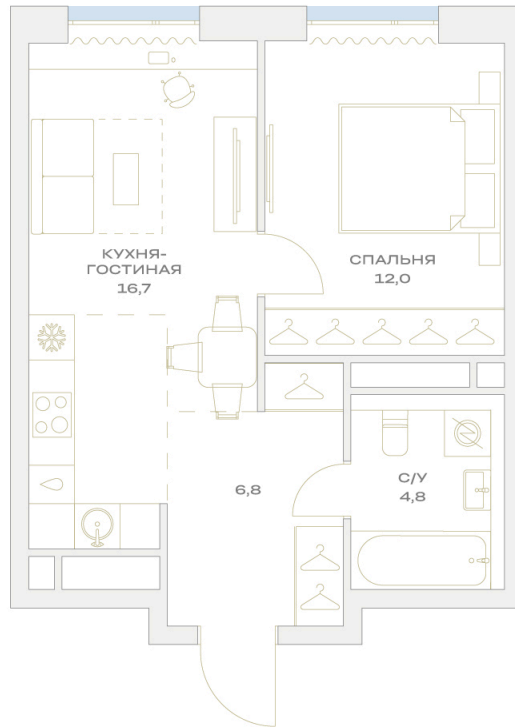 КУХНЯ-
ГОСТИНАЯ
16,7
СПАЛЬНЯ
12,0
6,8
С/У
4,8